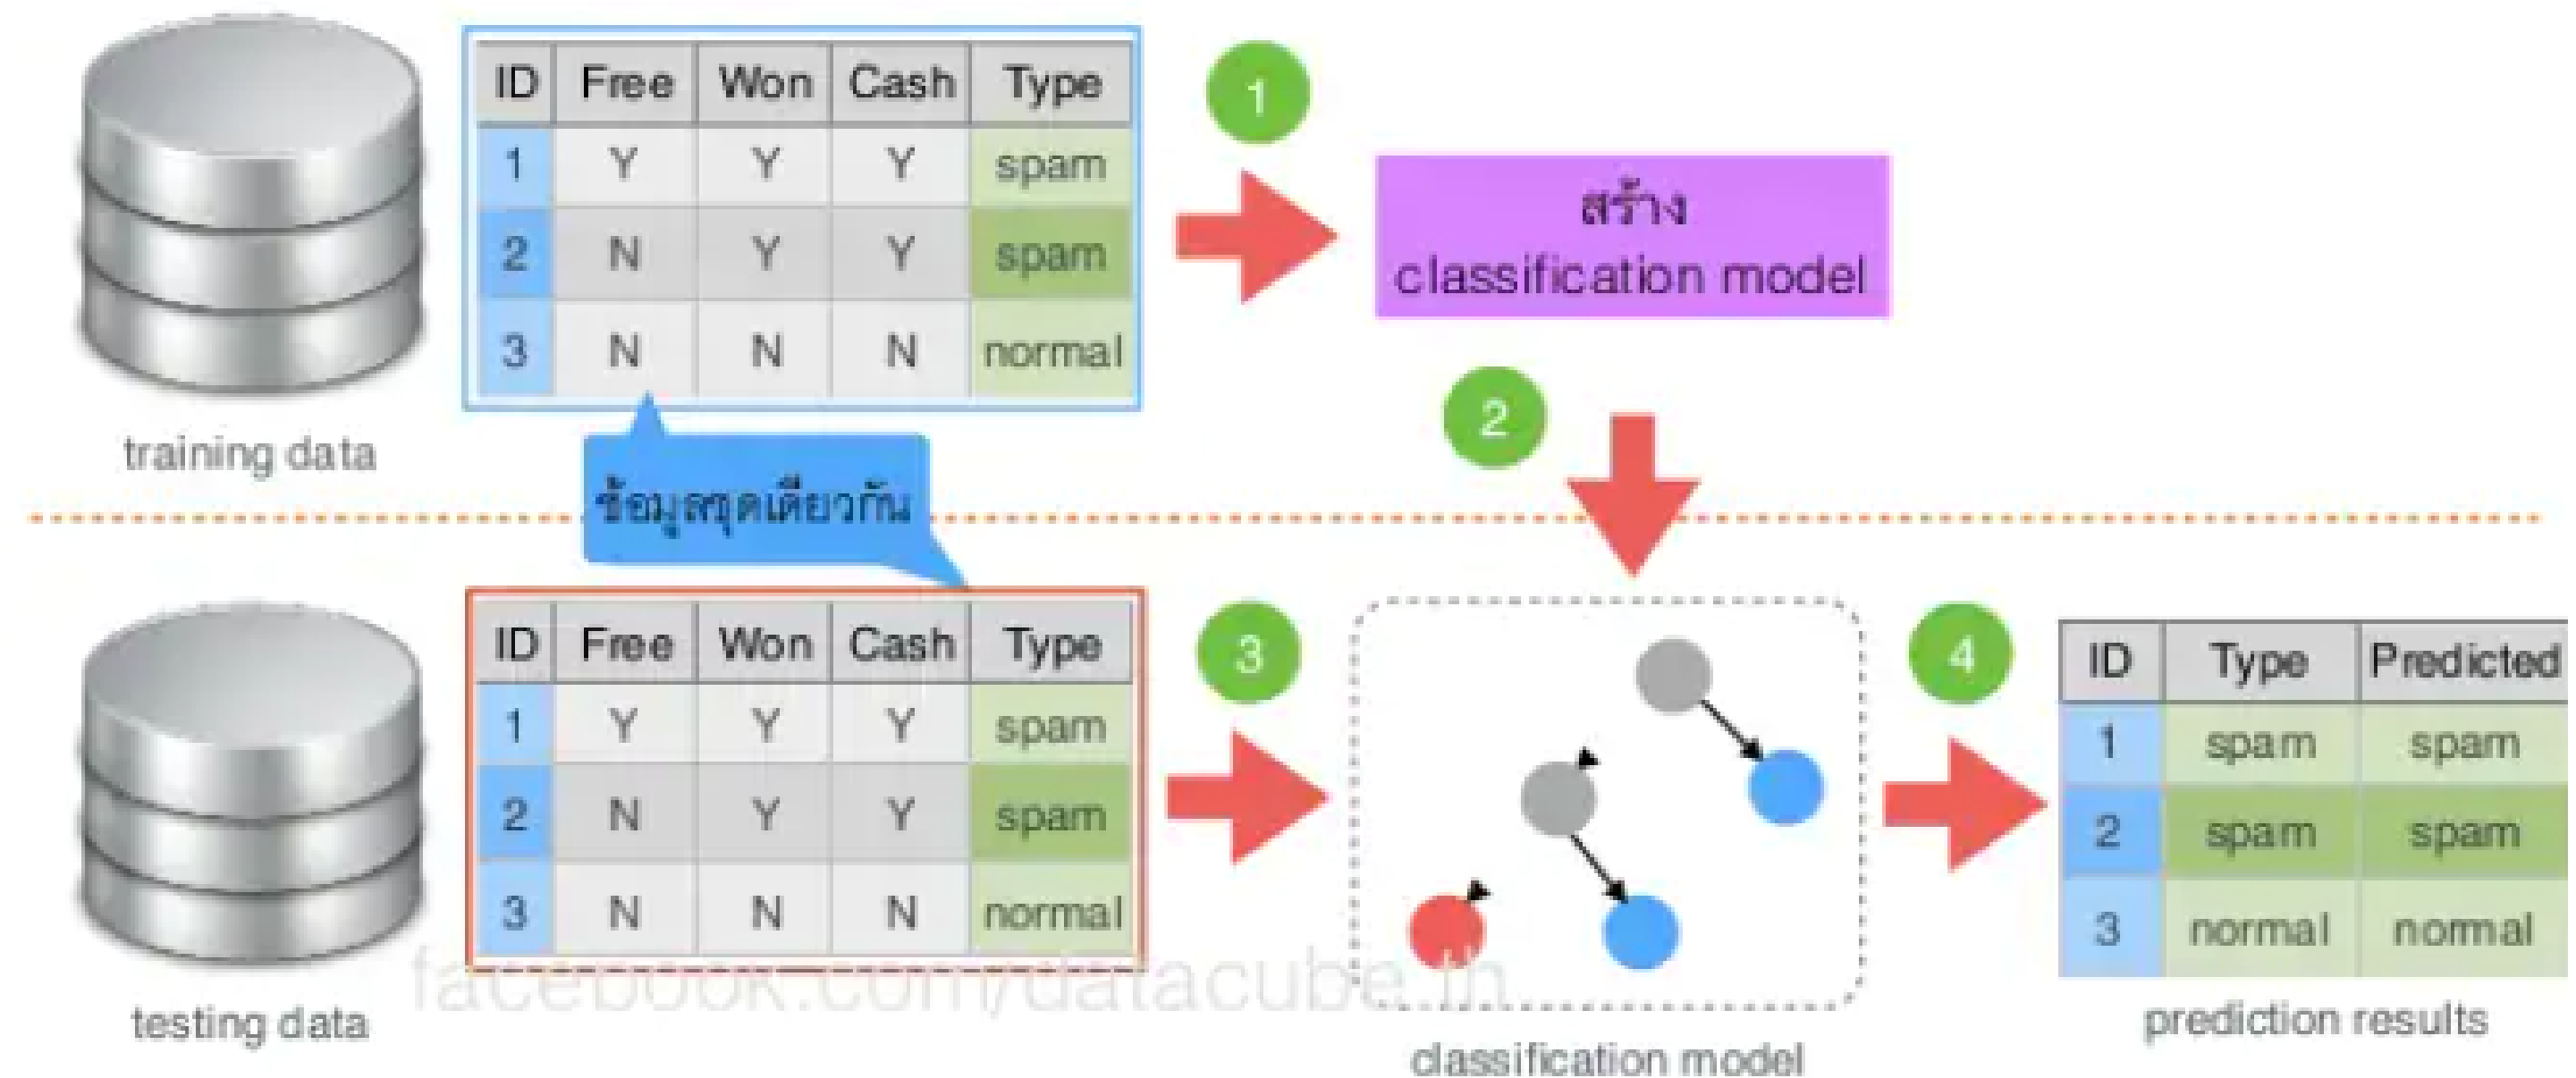 ID Free Won Cash Type
1 Y Y Y spam
2 N Y Y spam
3 N N N normal
training data
1
สร้าง
classification model
2
ข้อมูลชุดเดียวกัน
ID Free Won Cash Type
1 Y Y Y spam
2 N Y Y spam
3 N N N normal
testing data
3
classification model
4
ID Type Predicted
1 spam spam
2 spam spam
3 normal normal
prediction results
facebook.com/datacube.th